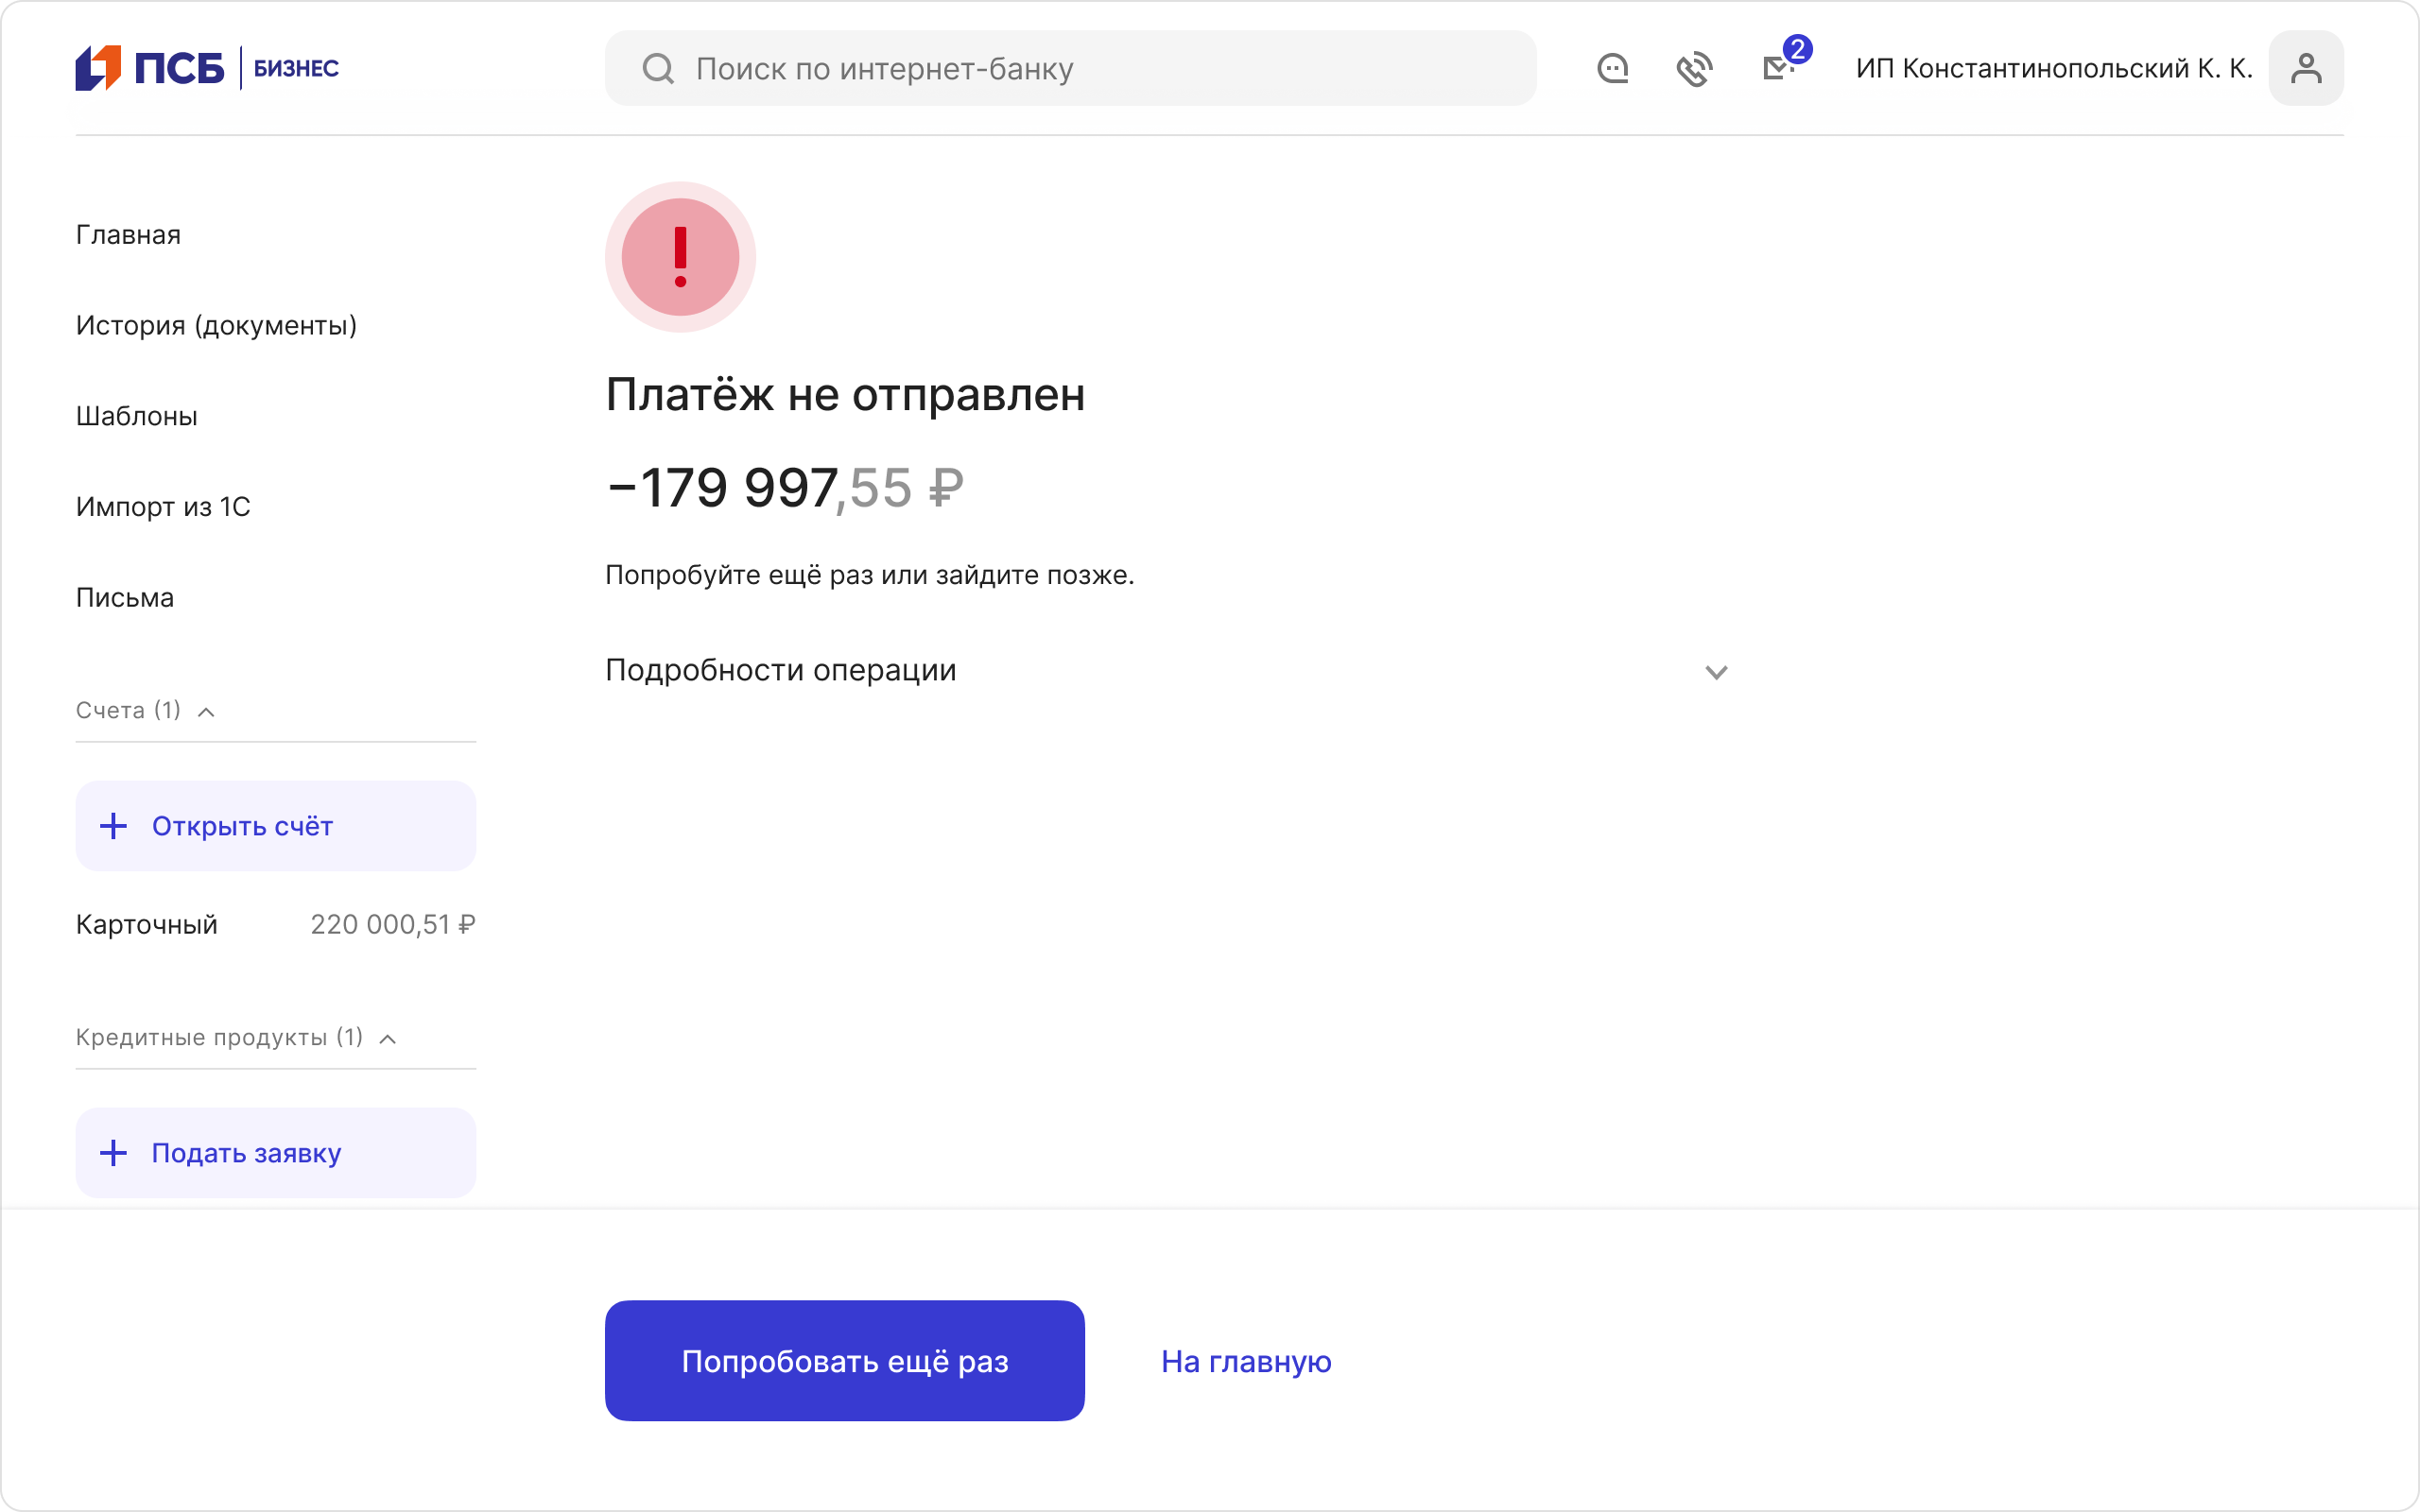 ПСБ БИЗНЕС
Поиск по интернет-банку
2
ИП Константинопольский К. К.
Главная
История (документы)
Шаблоны
Импорт из 1С
Письма
Счета (1)
Открыть счёт
Карточный 220 000,51 ₽
Кредитные продукты (1)
Подать заявку
Платёж не отправлен
−179 997,55 ₽
Попробуйте ещё раз или зайдите позже.
Подробности операции
Попробовать ещё раз
На главную